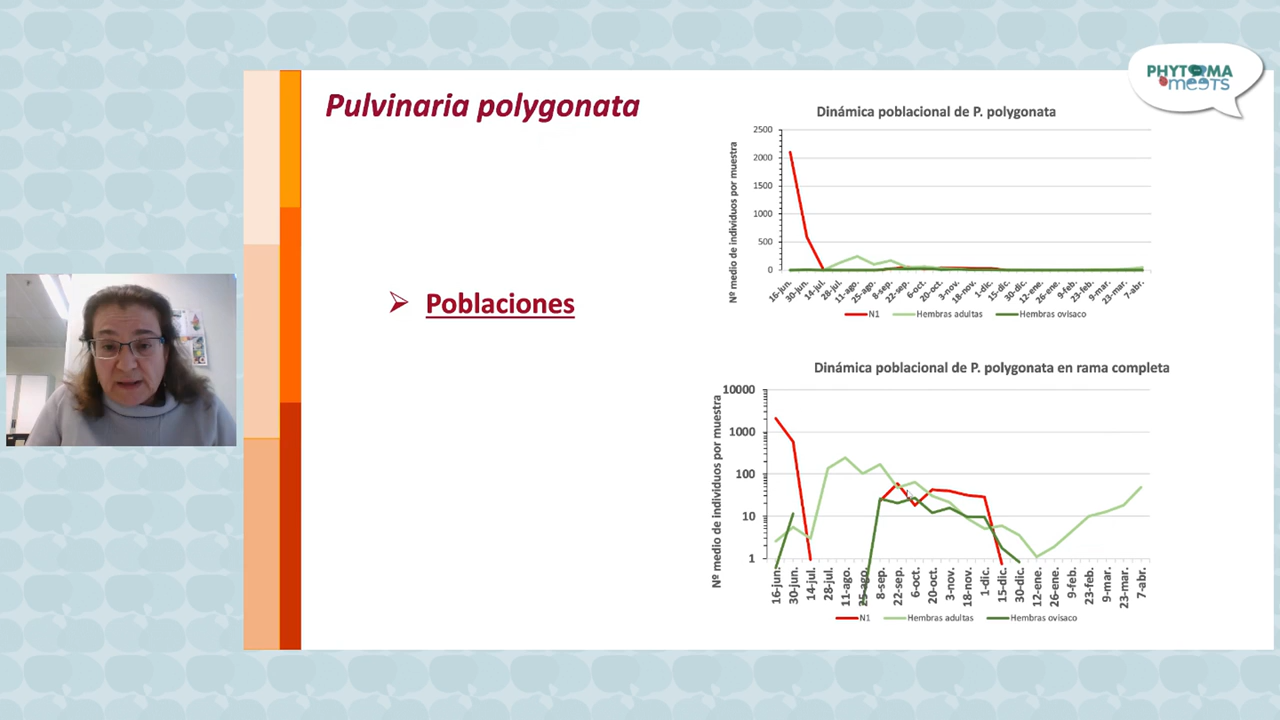 PHYTOMA
meets
Pulvinaria polygonata
Poblaciones
Dinámica poblacional de P. polygonata
Nº medio de individuos por muestra
2500
2000
1500
1000
500
0
16-jun.
30-jun.
14-jul.
28-jul.
11-ago.
25-ago.
8-sep.
22-sep.
6-oct.
20-oct.
3-nov.
18-nov.
1-dic.
15-dic.
30-dic.
12-ene.
26-ene.
9-feb.
23-feb.
9-mar.
23-mar.
7-abr.
N1 Hembras adultas Hembras ovisaco
Dinámica poblacional de P. polygonata en rama completa
Nº medio de individuos por muestra
10000
1000
100
10
1
16-jun.
30-jun.
14-jul.
28-jul.
11-ago.
25-ago.
8-sep.
22-sep.
6-oct.
20-oct.
3-nov.
18-nov.
1-dic.
15-dic.
30-dic.
12-ene.
26-ene.
9-feb.
23-feb.
9-mar.
23-mar.
7-abr.
N1 Hembras adultas Hembras ovisaco